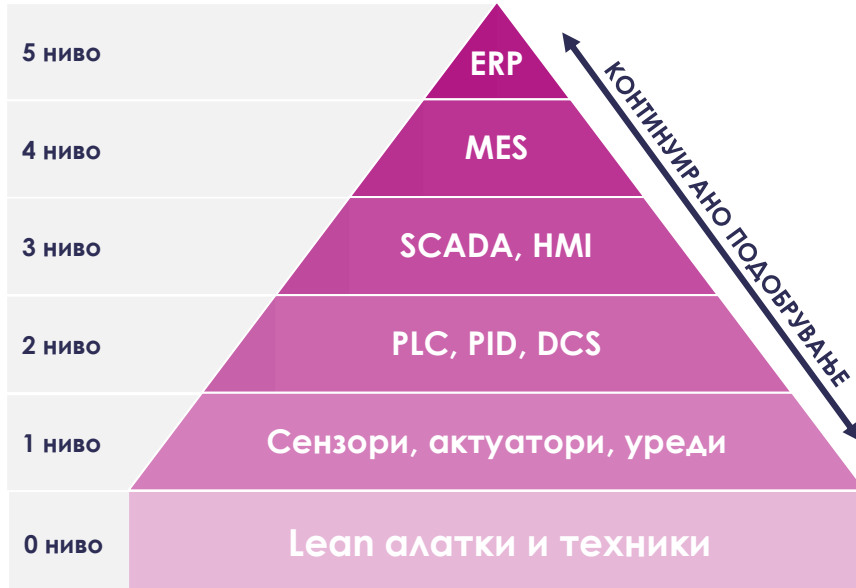 5 ниво
ERP
4 ниво
MES
3 ниво
SCADA, HMI
2 ниво
PLC, PID, DCS
1 ниво
Сензори, актуатори, уреди
0 ниво
Lean алатки и техники
КОНТИНУИРАНО ПОДОБРУВАЊЕ